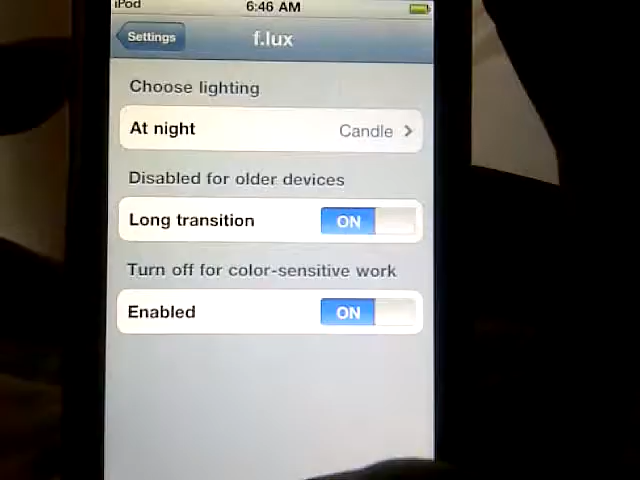 iPod 6:46 AM
Settings f.lux
Choose lighting
At night Candle
Disabled for older devices
Long transition ON
Turn off for color-sensitive work
Enabled ON